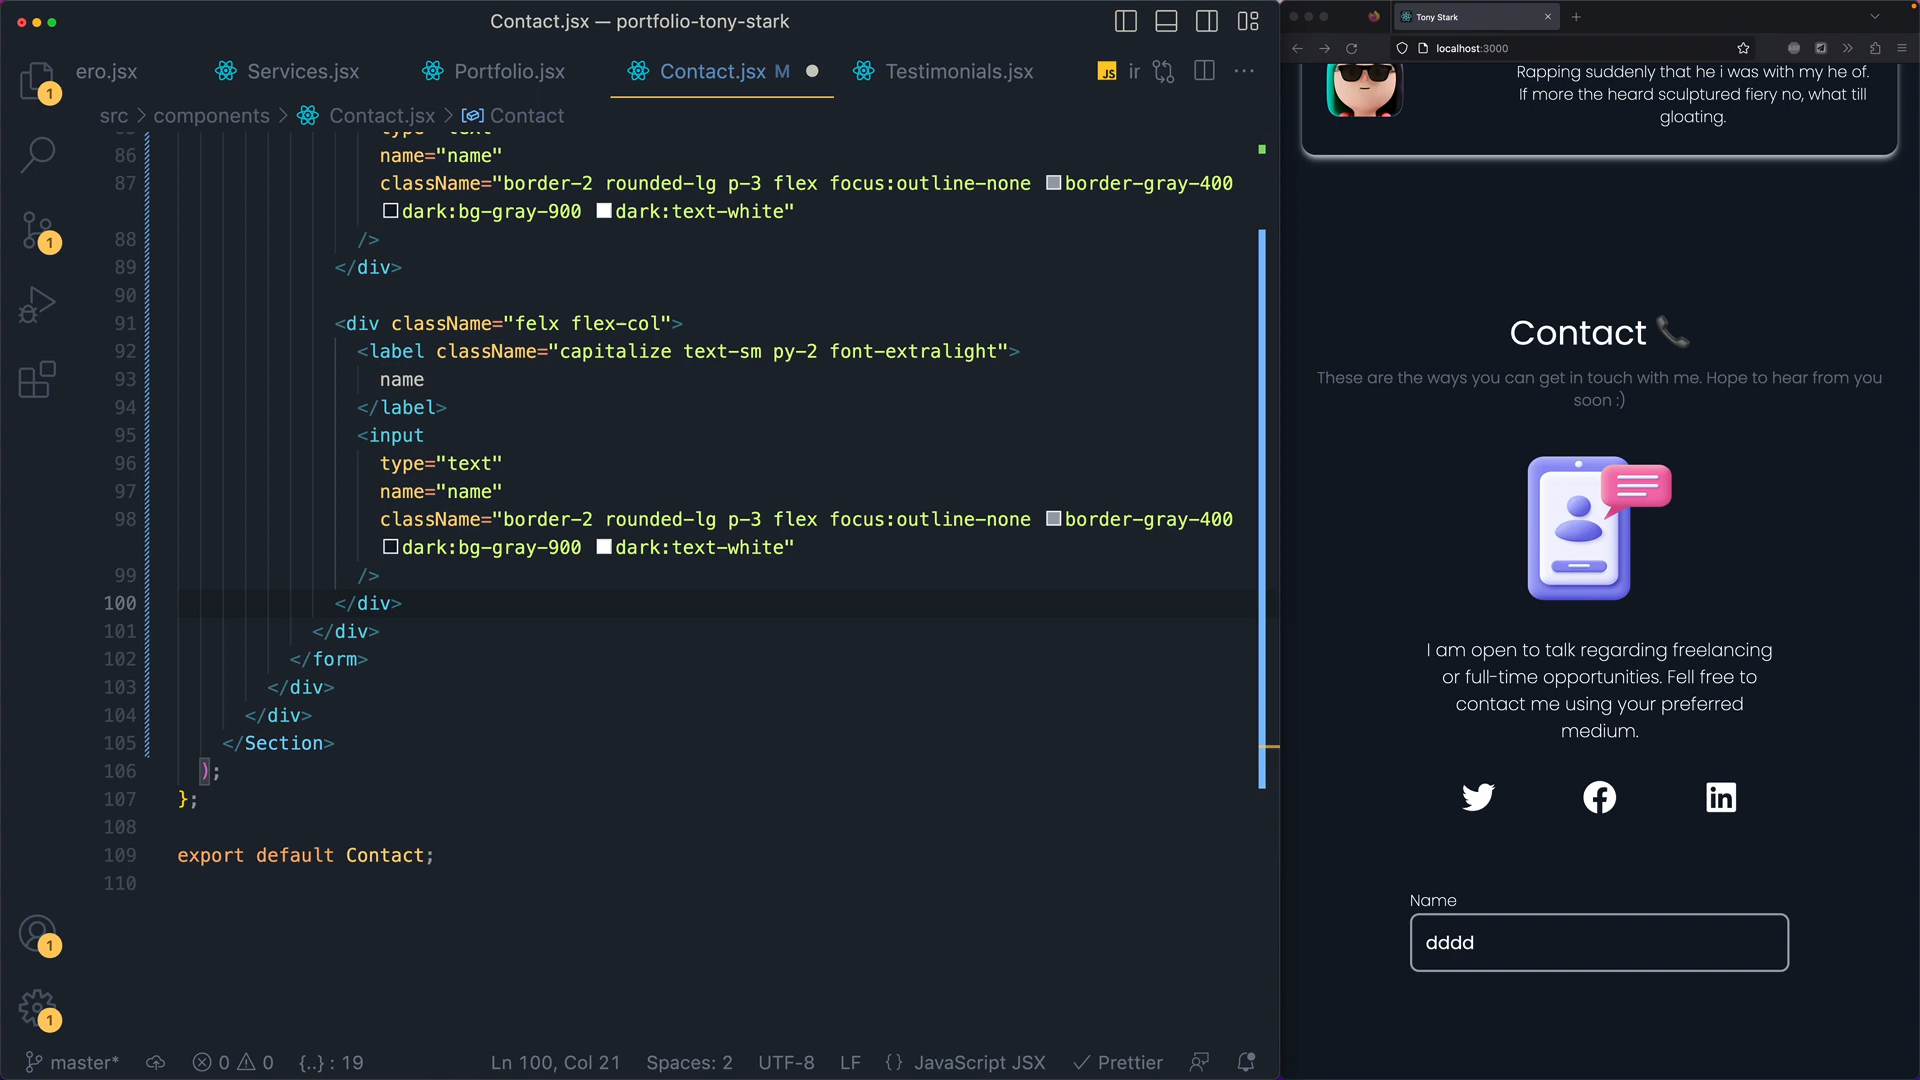 Contact.jsx — portfolio-tony-stark
ero.jsx
Services.jsx
Portfolio.jsx
Contact.jsx M
Testimonials.jsx
JS ir
src > components > Contact.jsx > Contact
86 name="name"
87 className="border-2 rounded-lg p-3 flex focus:outline-none border-gray-400
dark:bg-gray-900 dark:text-white"
88 />
89 </div>
90
91 <div className="felx flex-col">
92 <label className="capitalize text-sm py-2 font-extralight">
93 name
94 </label>
95 <input
96 type="text"
97 name="name"
98 className="border-2 rounded-lg p-3 flex focus:outline-none border-gray-400
dark:bg-gray-900 dark:text-white"
99 />
100 </div>
101 </div>
102 </form>
103 </div>
104 </div>
105 </Section>
106 );
107 };
108
109 export default Contact;
110
1
1
1
1
master*
0
0
{..} : 19
Ln 100, Col 21
Spaces: 2
UTF-8
LF
{} JavaScript JSX
Prettier
Tony Stark
localhost:3000
Rapping suddenly that he i was with my he of.
If more the heard sculptured fiery no, what till
gloating.
Contact
These are the ways you can get in touch with me. Hope to hear from you
soon :)
I am open to talk regarding freelancing
or full-time opportunities. Fell free to
contact me using your preferred
medium.
Name
dddd